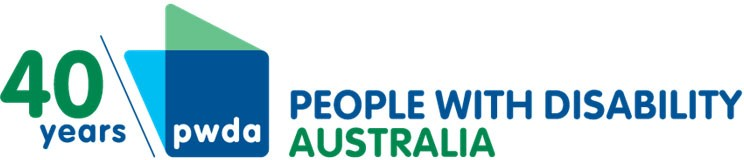 40
years
pwda
PEOPLE WITH DISABILITY
AUSTRALIA